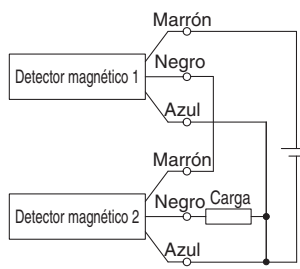 Marrón
Detector magnético 1
Negro
Azul
Marrón
Detector magnético 2
Negro
Carga
Azul